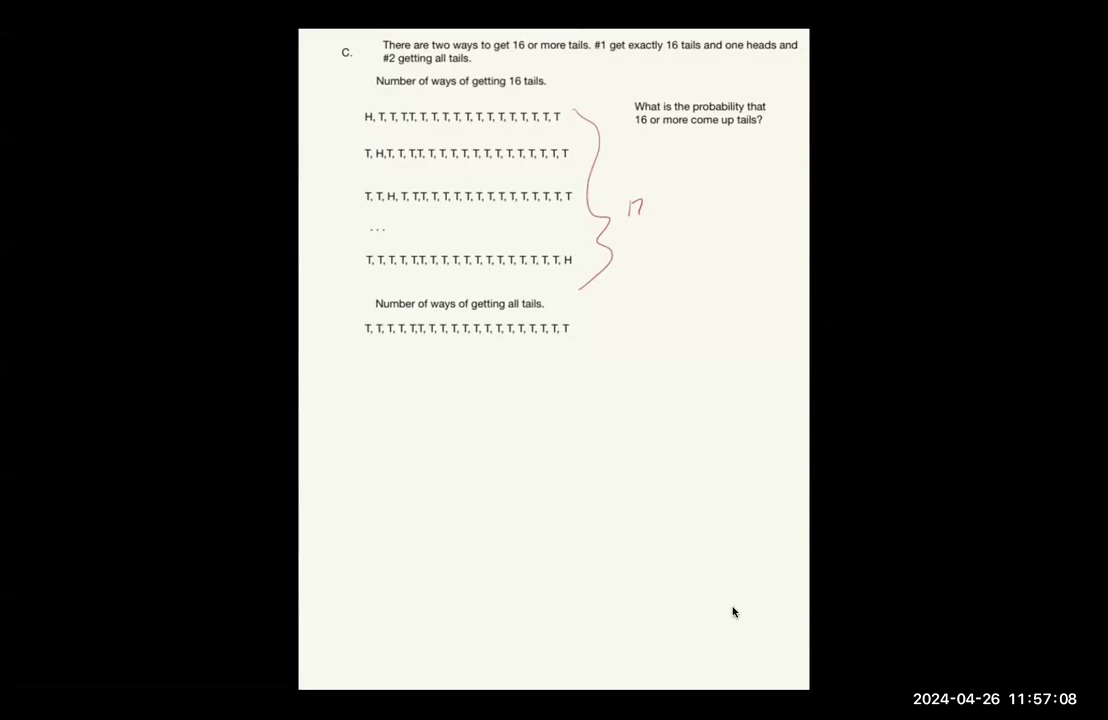 C.
There are two ways to get 16 or more tails. #1 get exactly 16 tails and one heads and
#2 getting all tails.
Number of ways of getting 16 tails.
What is the probability that
16 or more come up tails?
H, T, T, T,T, T, T, T, T, T, T, T, T, T, T, T, T, T
T, H,T, T, T,T, T, T, T, T, T, T, T, T, T, T, T, T, T
T, T, H, T, T,T, T, T, T, T, T, T, T, T, T, T, T, T, T
17
...
T, T, T, T, T,T, T, T, T, T, T, T, T, T, T, T, T, T, H
Number of ways of getting all tails.
T, T, T, T, T,T, T, T, T, T, T, T, T, T, T, T, T, T, T
2024-04-26 11:57:08